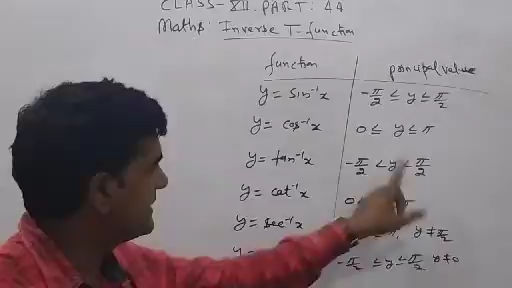 CLASS-XII. PART: 44
Maths: Inverse T-function
function principal value
y = sin⁻¹x -π/2 ≤ y ≤ π/2
y = cos⁻¹x 0 ≤ y ≤ π
y = tan⁻¹x -π/2 < y < π/2
y = cot⁻¹x 0
y = sec⁻¹x y ≠ π/2
y = -π/2 ≤ y ≤ π/2, y ≠ 0